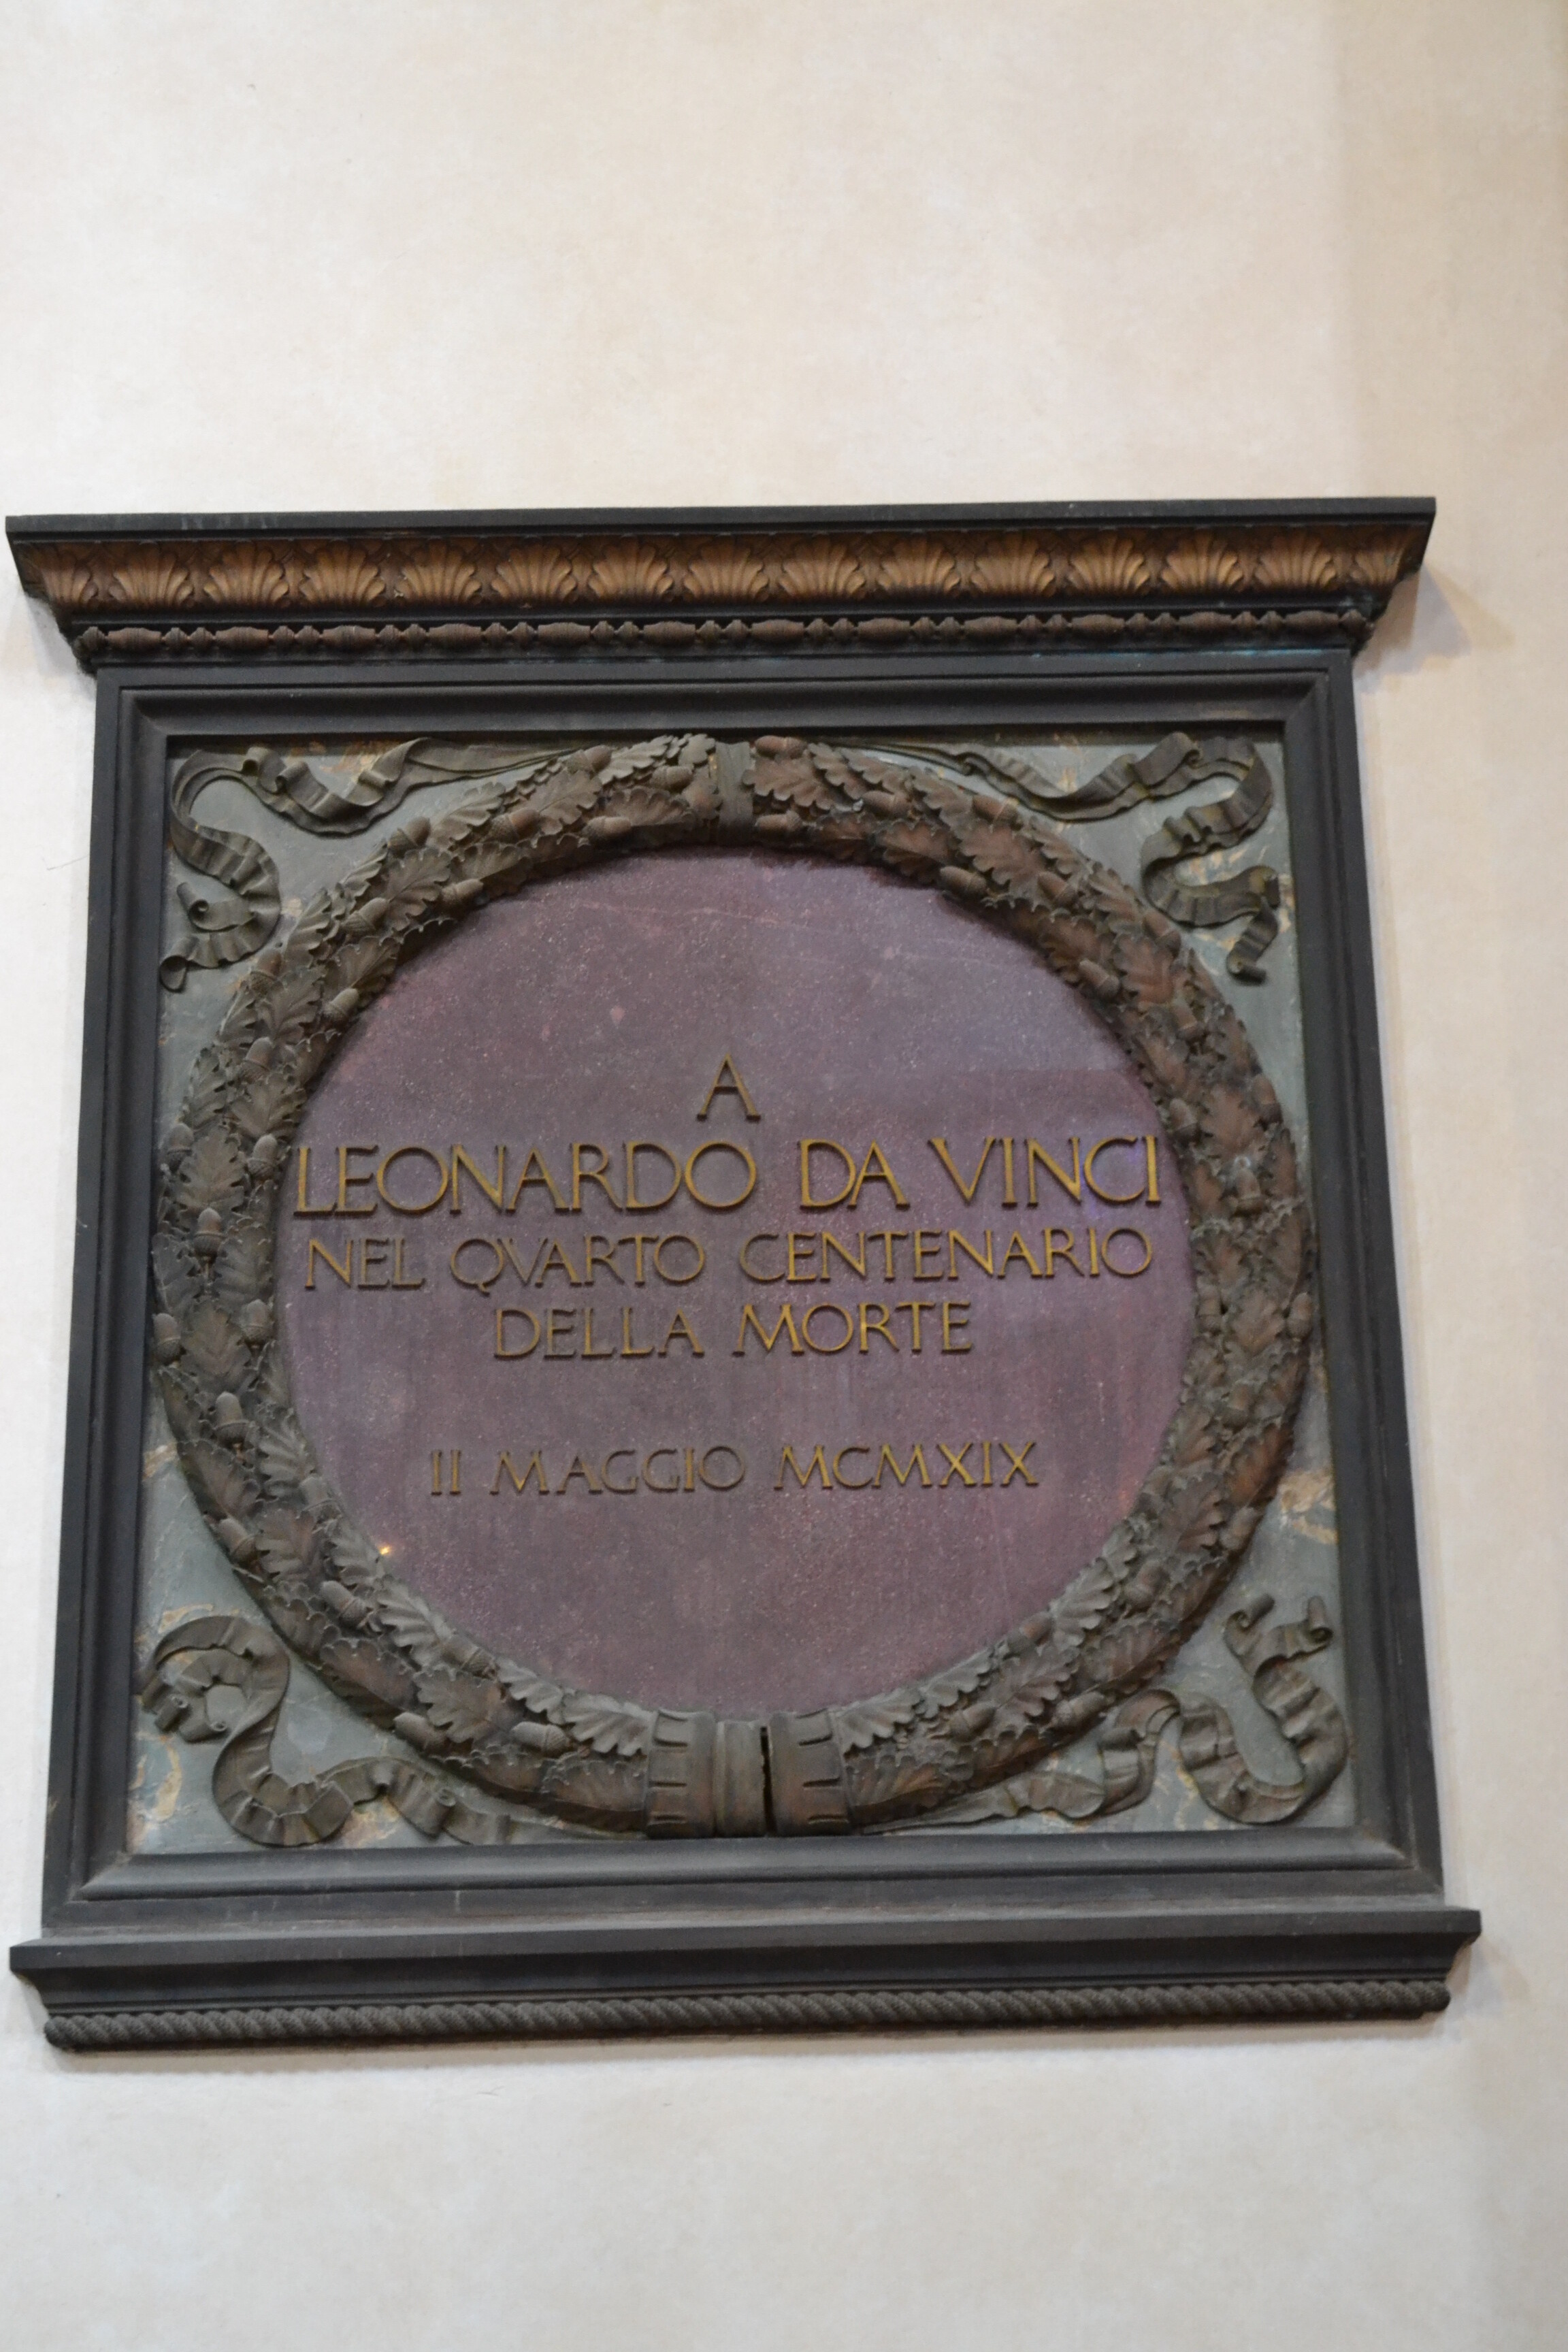 A
LEONARDO DA VINCI
NEL QVARTO CENTENARIO
DELLA MORTE
II MAGGIO MCMXIX